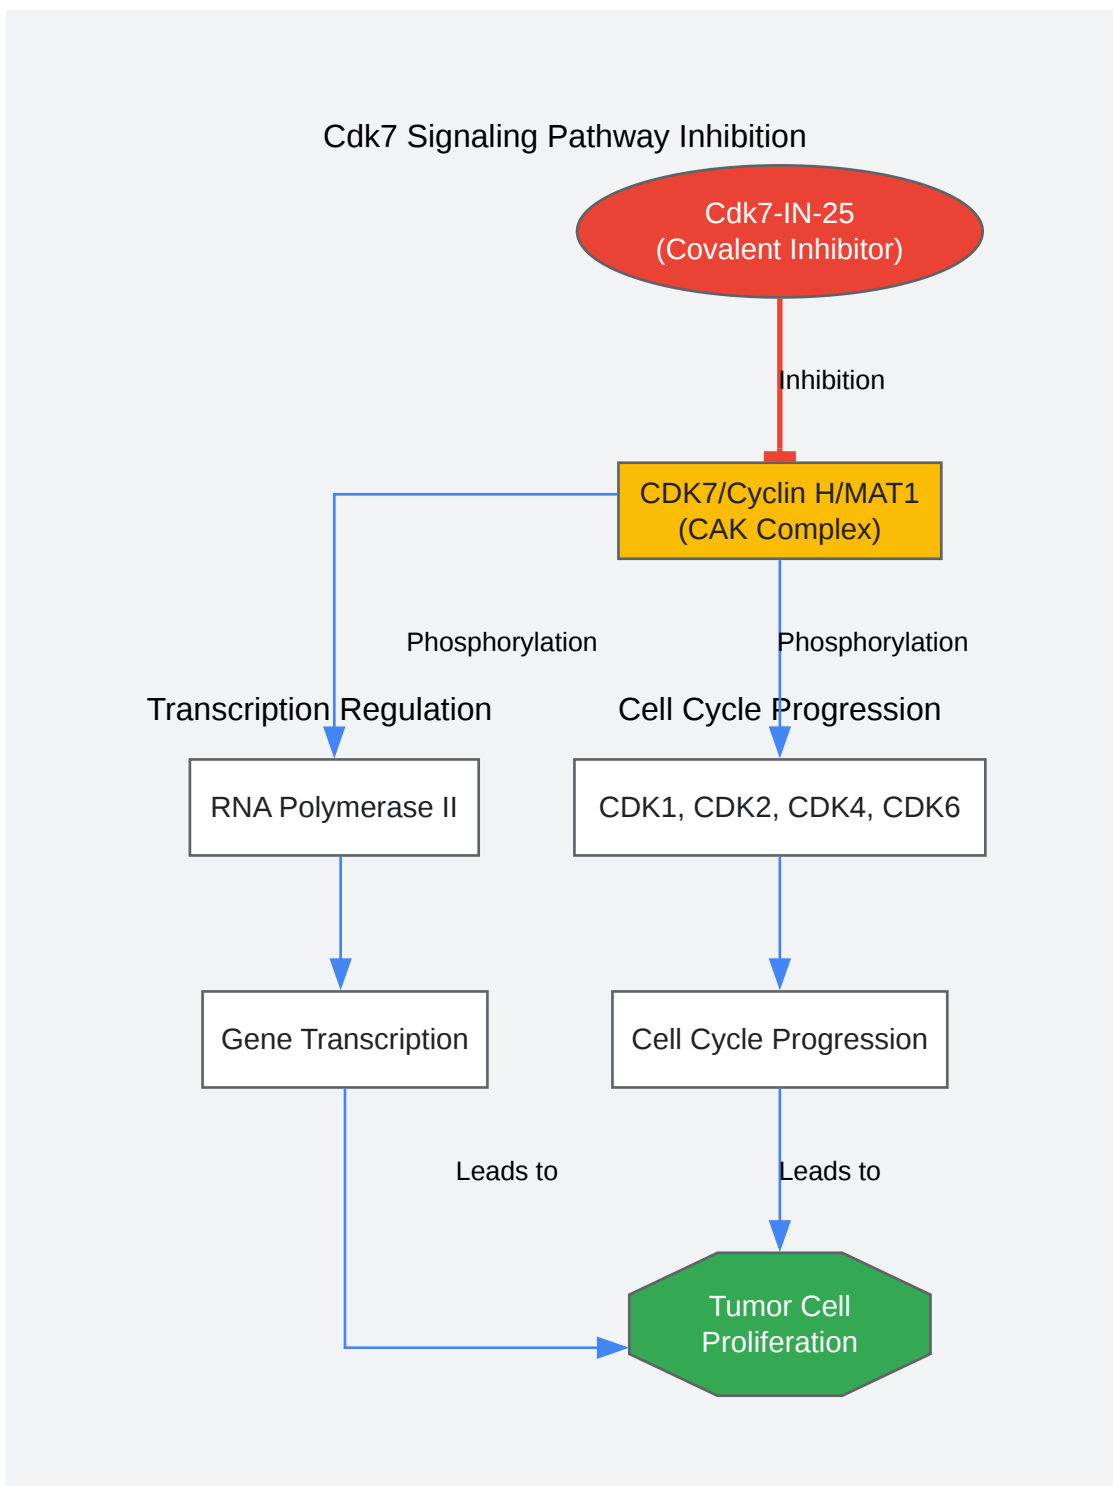 Cdk7 Signaling Pathway Inhibition
Cdk7-IN-25
(Covalent Inhibitor)
Inhibition
CDK7/Cyclin H/MAT1
(CAK Complex)
Phosphorylation
Phosphorylation
Transcription Regulation
Cell Cycle Progression
RNA Polymerase II
CDK1, CDK2, CDK4, CDK6
Gene Transcription
Cell Cycle Progression
Leads to
Leads to
Tumor Cell
Proliferation